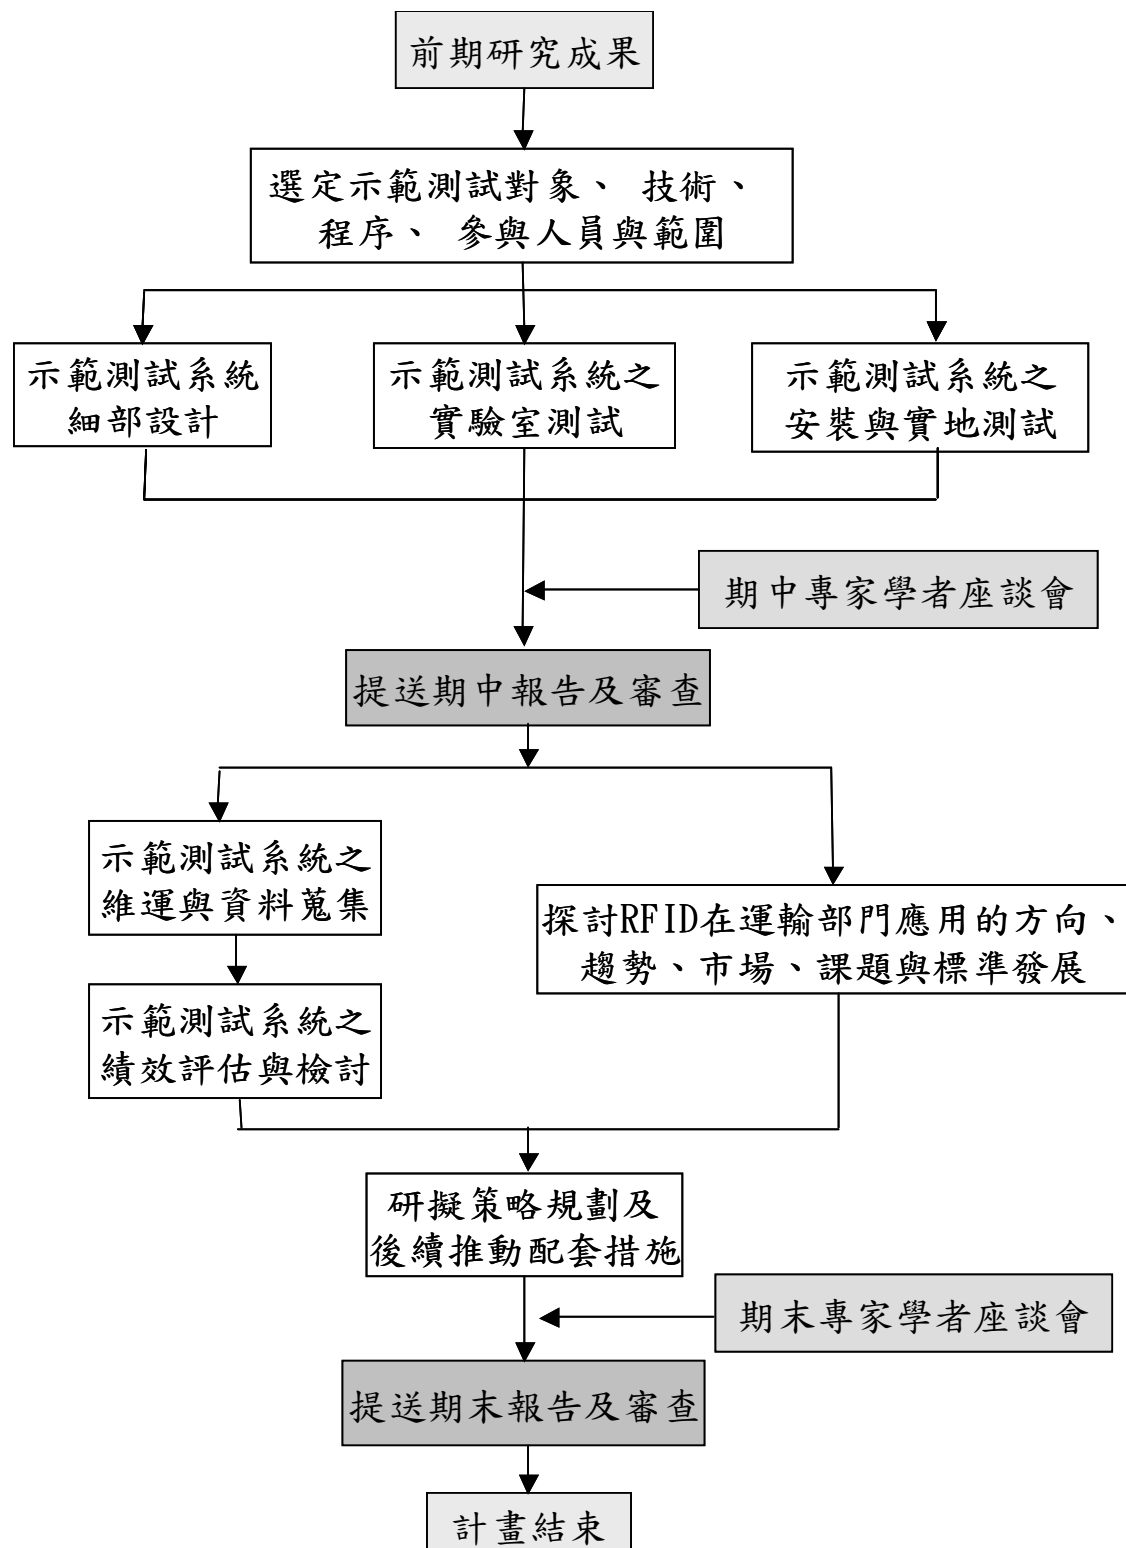 前期研究成果
選定示範測試對象、 技術、
程序、 參與人員與範圍
示範測試系統
細部設計
示範測試系統之
實驗室測試
示範測試系統之
安裝與實地測試
期中專家學者座談會
提送期中報告及審查
示範測試系統之
維運與資料蒐集
探討RFID在運輸部門應用的方向、
趨勢、市場、課題與標準發展
示範測試系統之
績效評估與檢討
研擬策略規劃及
後續推動配套措施
期末專家學者座談會
提送期末報告及審查
計畫結束